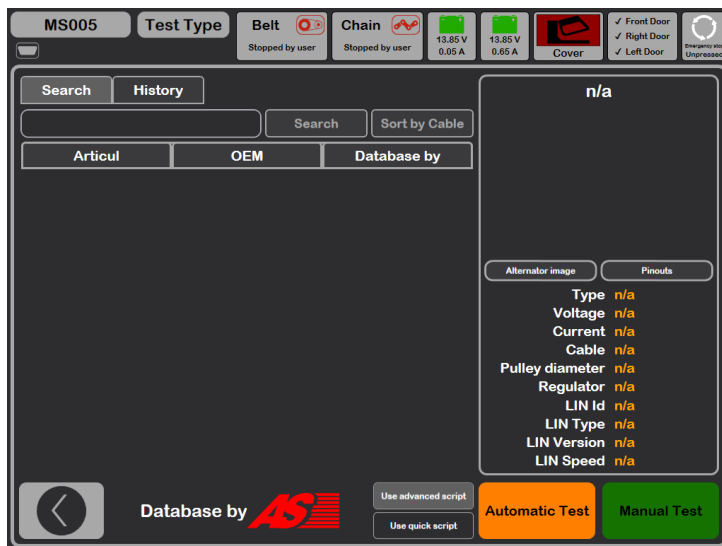 MS005
Test Type
Belt
Stopped by user
Chain
Stopped by user
13.85 V
0.05 A
13.85 V
0.65 A
Cover
✓ Front Door
✓ Right Door
✓ Left Door
Emergency stop
Unpressed
Search
History
Search
Sort by Cable
Articul
OEM
Database by
n/a
Alternator image
Pinouts
Type n/a
Voltage n/a
Current n/a
Cable n/a
Pulley diameter n/a
Regulator n/a
LIN Id n/a
LIN Type n/a
LIN Version n/a
LIN Speed n/a
Database by AS
Use advanced script
Use quick script
Automatic Test
Manual Test